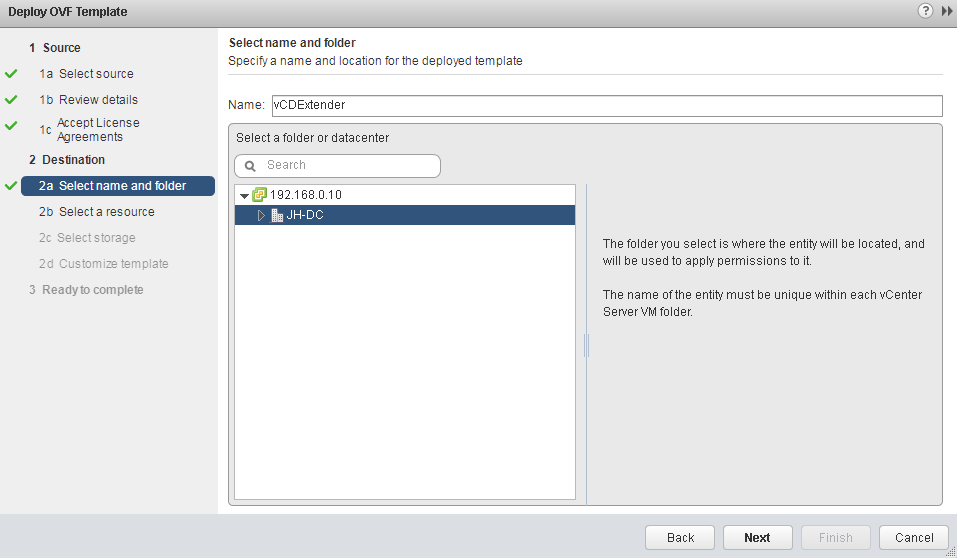 Deploy OVF Template
?
1 Source
1a Select source
1b Review details
1c Accept License
Agreements
2 Destination
2a Select name and folder
2b Select a resource
2c Select storage
2d Customize template
3 Ready to complete
Select name and folder
Specify a name and location for the deployed template
Name: vCDExtender
Select a folder or datacenter
Search
192.168.0.10
JH-DC
The folder you select is where the entity will be located, and
will be used to apply permissions to it.
The name of the entity must be unique within each vCenter
Server VM folder.
Back
Next
Finish
Cancel